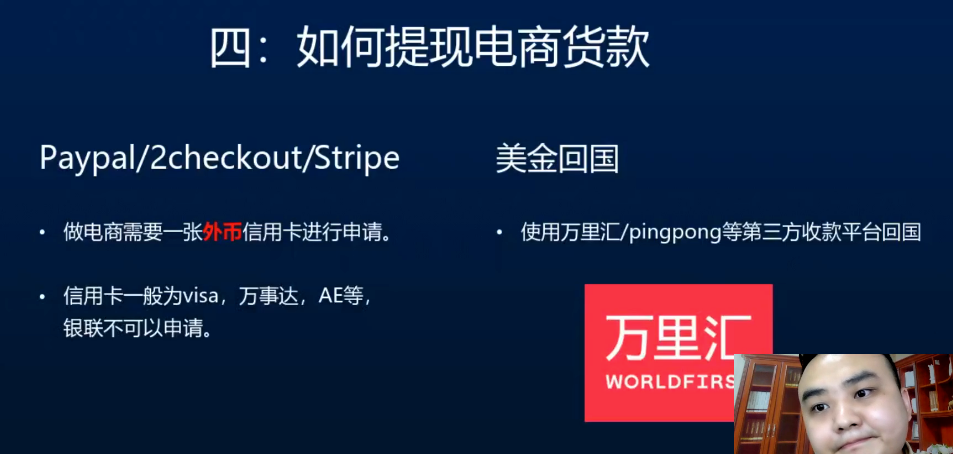 四：如何提现电商货款
Paypal/2checkout/Stripe
• 做电商需要一张外币信用卡进行申请。
• 信用卡一般为visa，万事达，AE等，
银联不可以申请。
美金回国
• 使用万里汇/pingpong等第三方收款平台回国
万里汇
WORLDFIRS